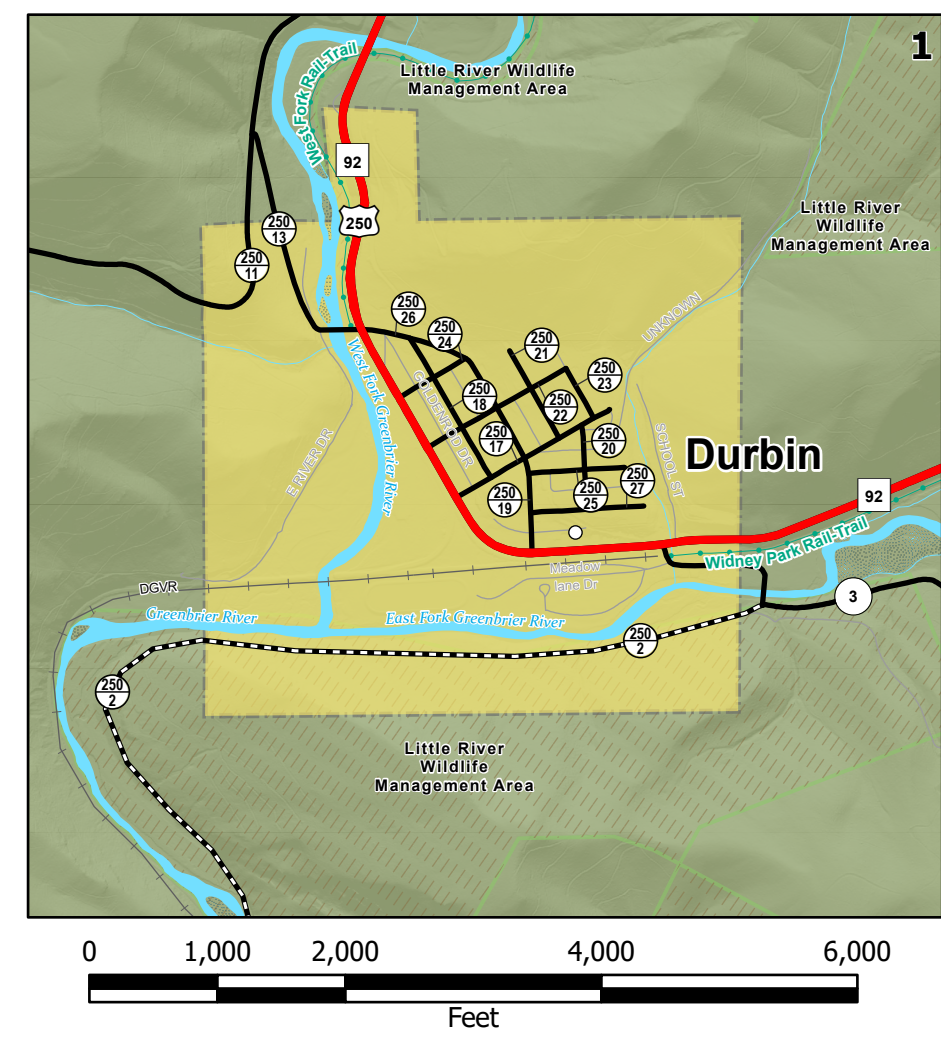 1
West Fork Rail-Trail
Little River Wildlife
Management Area
92
250
Little River
Wildlife
Management Area
250
13
250
11
250
26
250
24
250
21
250
23
250
18
250
22
250
17
250
20
250
27
250
25
250
19
UNKNOWN
GOLDENROD DR
West Fork Greenbrier River
E RIVER DR
SCHOOL ST
Durbin
92
Widney Park Rail-Trail
Meadow
lane Dr
DGVR
3
Greenbrier River
East Fork Greenbrier River
250
2
250
2
Little River
Wildlife
Management Area
0
1,000
2,000
4,000
6,000
Feet